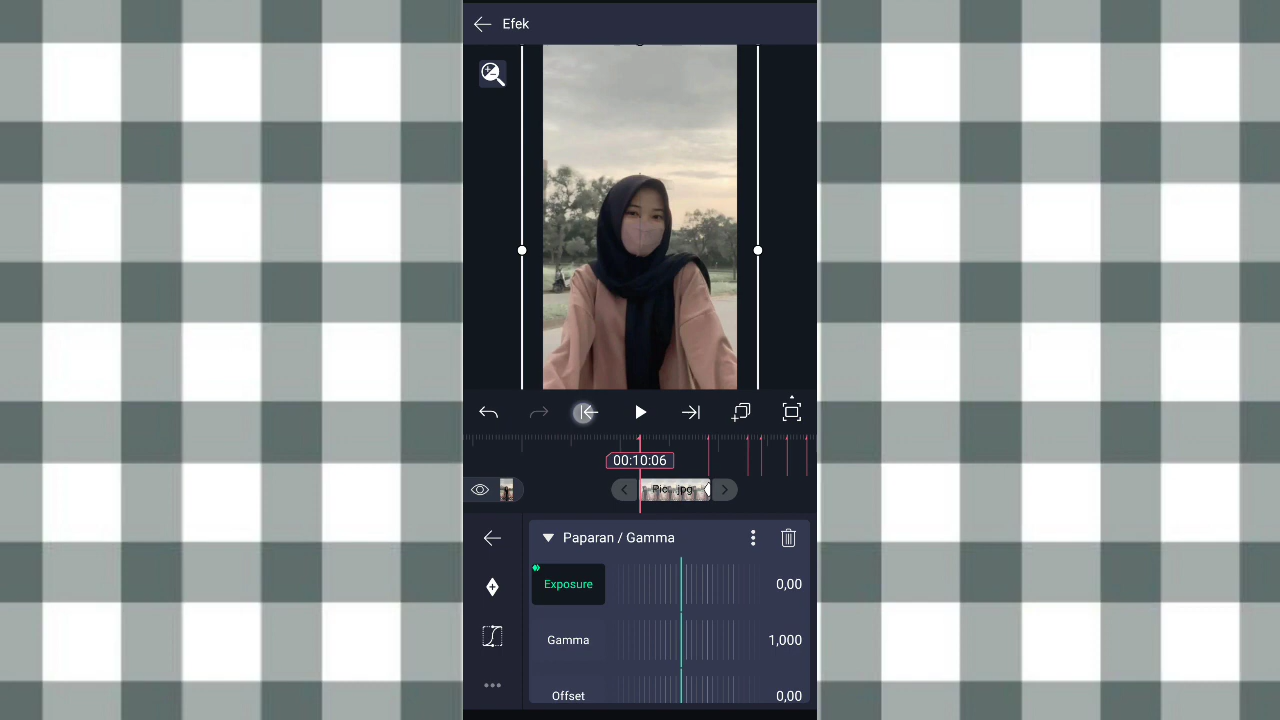 Efek
00:10:06
Pic...jpg
Paparan / Gamma
Exposure
0,00
Gamma
1,000
Offset
0,00